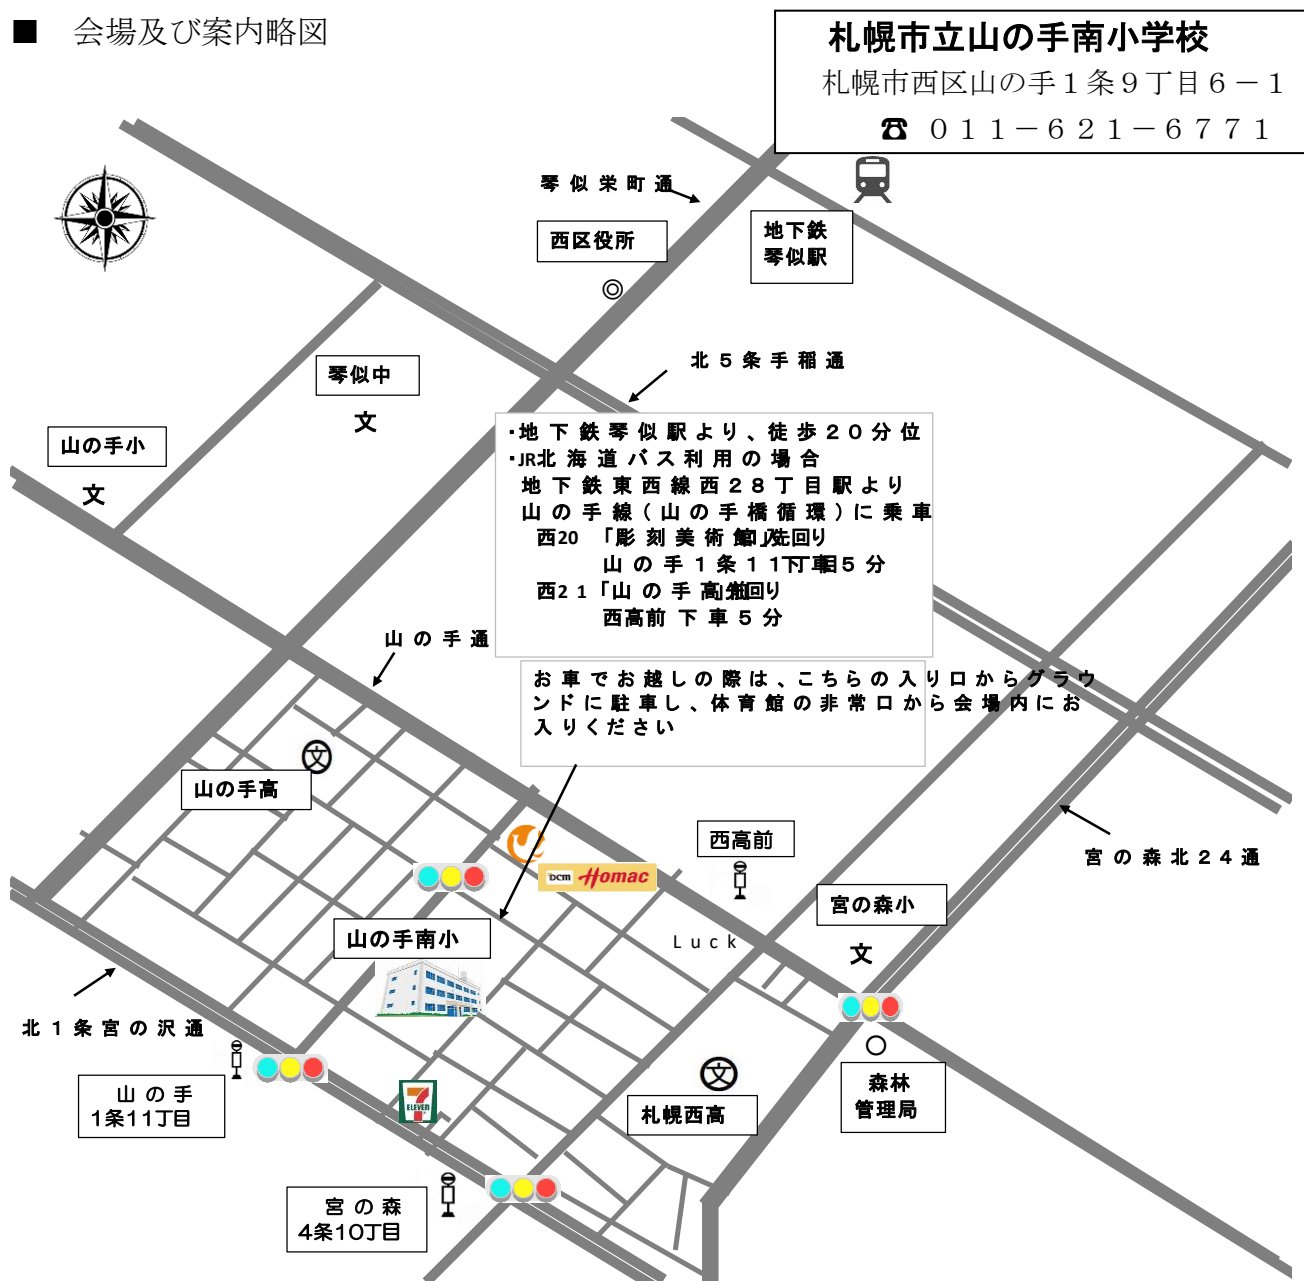 ■ 会場及び案内略図
札幌市立山の手南小学校
札幌市西区山の手1条9丁目6-1
☎ 011-621-6771
琴似栄町通
西区役所
地下鉄
琴似駅
北5条手稲通
琴似中
文
山の手小
文
・地下鉄琴似駅より、徒歩20分位
・JR北海道バス利用の場合
地下鉄東西線西28丁目駅より
山の手線(山の手橋循環)に乗車
西20 「彫刻美術館」先回り
山の手1条11丁目下車5分
西21「山の手高」先回り
西高前下車5分
山の手通
お車でお越しの際は、こちらの入り口からグラウ
ンドに駐車し、体育館の非常口から会場内にお
入りください
文
山の手高
西高前
宮の森北24通
DCM Homac
宮の森小
文
山の手南小
Luck
北1条宮の沢通
山の手
1条11丁目
7
ELEVEN
文
札幌西高
森林
管理局
宮の森
4条10丁目